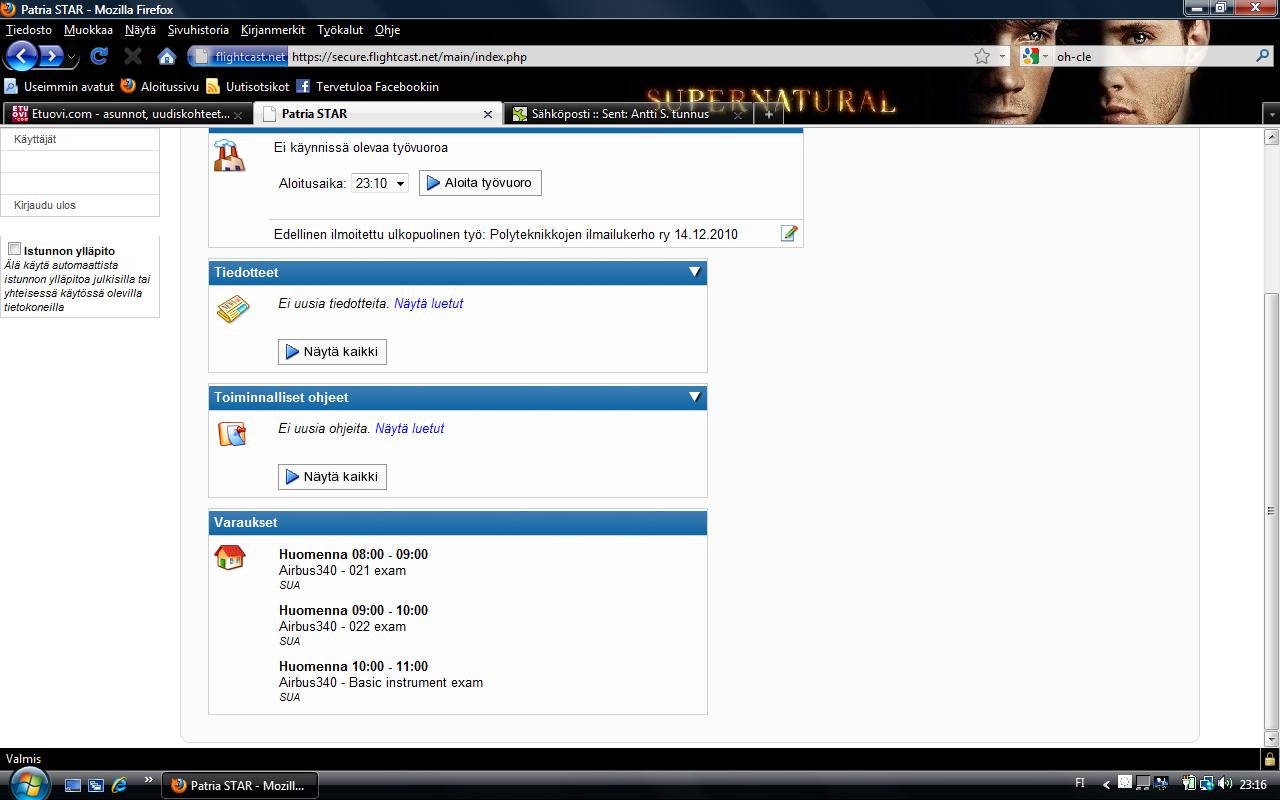 Patria STAR - Mozilla Firefox
Tiedosto Muokkaa Näytä Sivuhistoria Kirjanmerkit Työkalut Ohje
flightcast.net https://secure.flightcast.net/main/index.php oh-cle
Useimmin avatut Aloitussivu Uutisotsikot Tervetuloa Facebookiin
SUPERNATURAL
ETUOVI.COM Etuovi.com - asunnot, uudiskohteet... Patria STAR Sähköposti :: Sent: Antti S. tunnus
Käyttäjät
Kirjaudu ulos
Istunnon ylläpito
Älä käytä automaattista
istunnon ylläpitoa julkisilla tai
yhteisessä käytössä olevilla
tietokoneilla
Ei käynnissä olevaa työvuoroa
Aloitusaika: 23:10 Aloita työvuoro
Edellinen ilmoitettu ulkopuolinen työ: Polyteknikkojen ilmailukerho ry 14.12.2010
Tiedotteet
Ei uusia tiedotteita. Näytä luetut
Näytä kaikki
Toiminnalliset ohjeet
Ei uusia ohjeita. Näytä luetut
Näytä kaikki
Varaukset
Huomenna 08:00 - 09:00
Airbus340 - 021 exam
SUA
Huomenna 09:00 - 10:00
Airbus340 - 022 exam
SUA
Huomenna 10:00 - 11:00
Airbus340 - Basic instrument exam
SUA
Valmis
Patria STAR - Mozill... FI 23:16